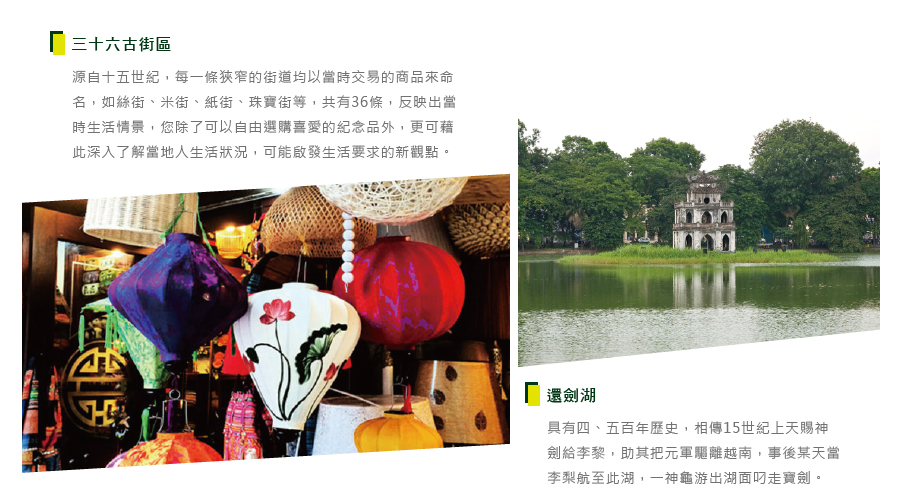 三十六古街區
源自十五世紀，每一條狹窄的街道均以當時交易的商品來命
名，如絲街、米街、紙街、珠寶街等，共有36條，反映出當
時生活情景，您除了可以自由選購喜愛的紀念品外，更可藉
此深入了解當地人生活狀況，可能啟發生活要求的新觀點。
還劍湖
具有四、五百年歷史，相傳15世紀上天賜神
劍給李黎，助其把元軍驅離越南，事後某天當
李梨航至此湖，一神龜游出湖面叼走寶劍。